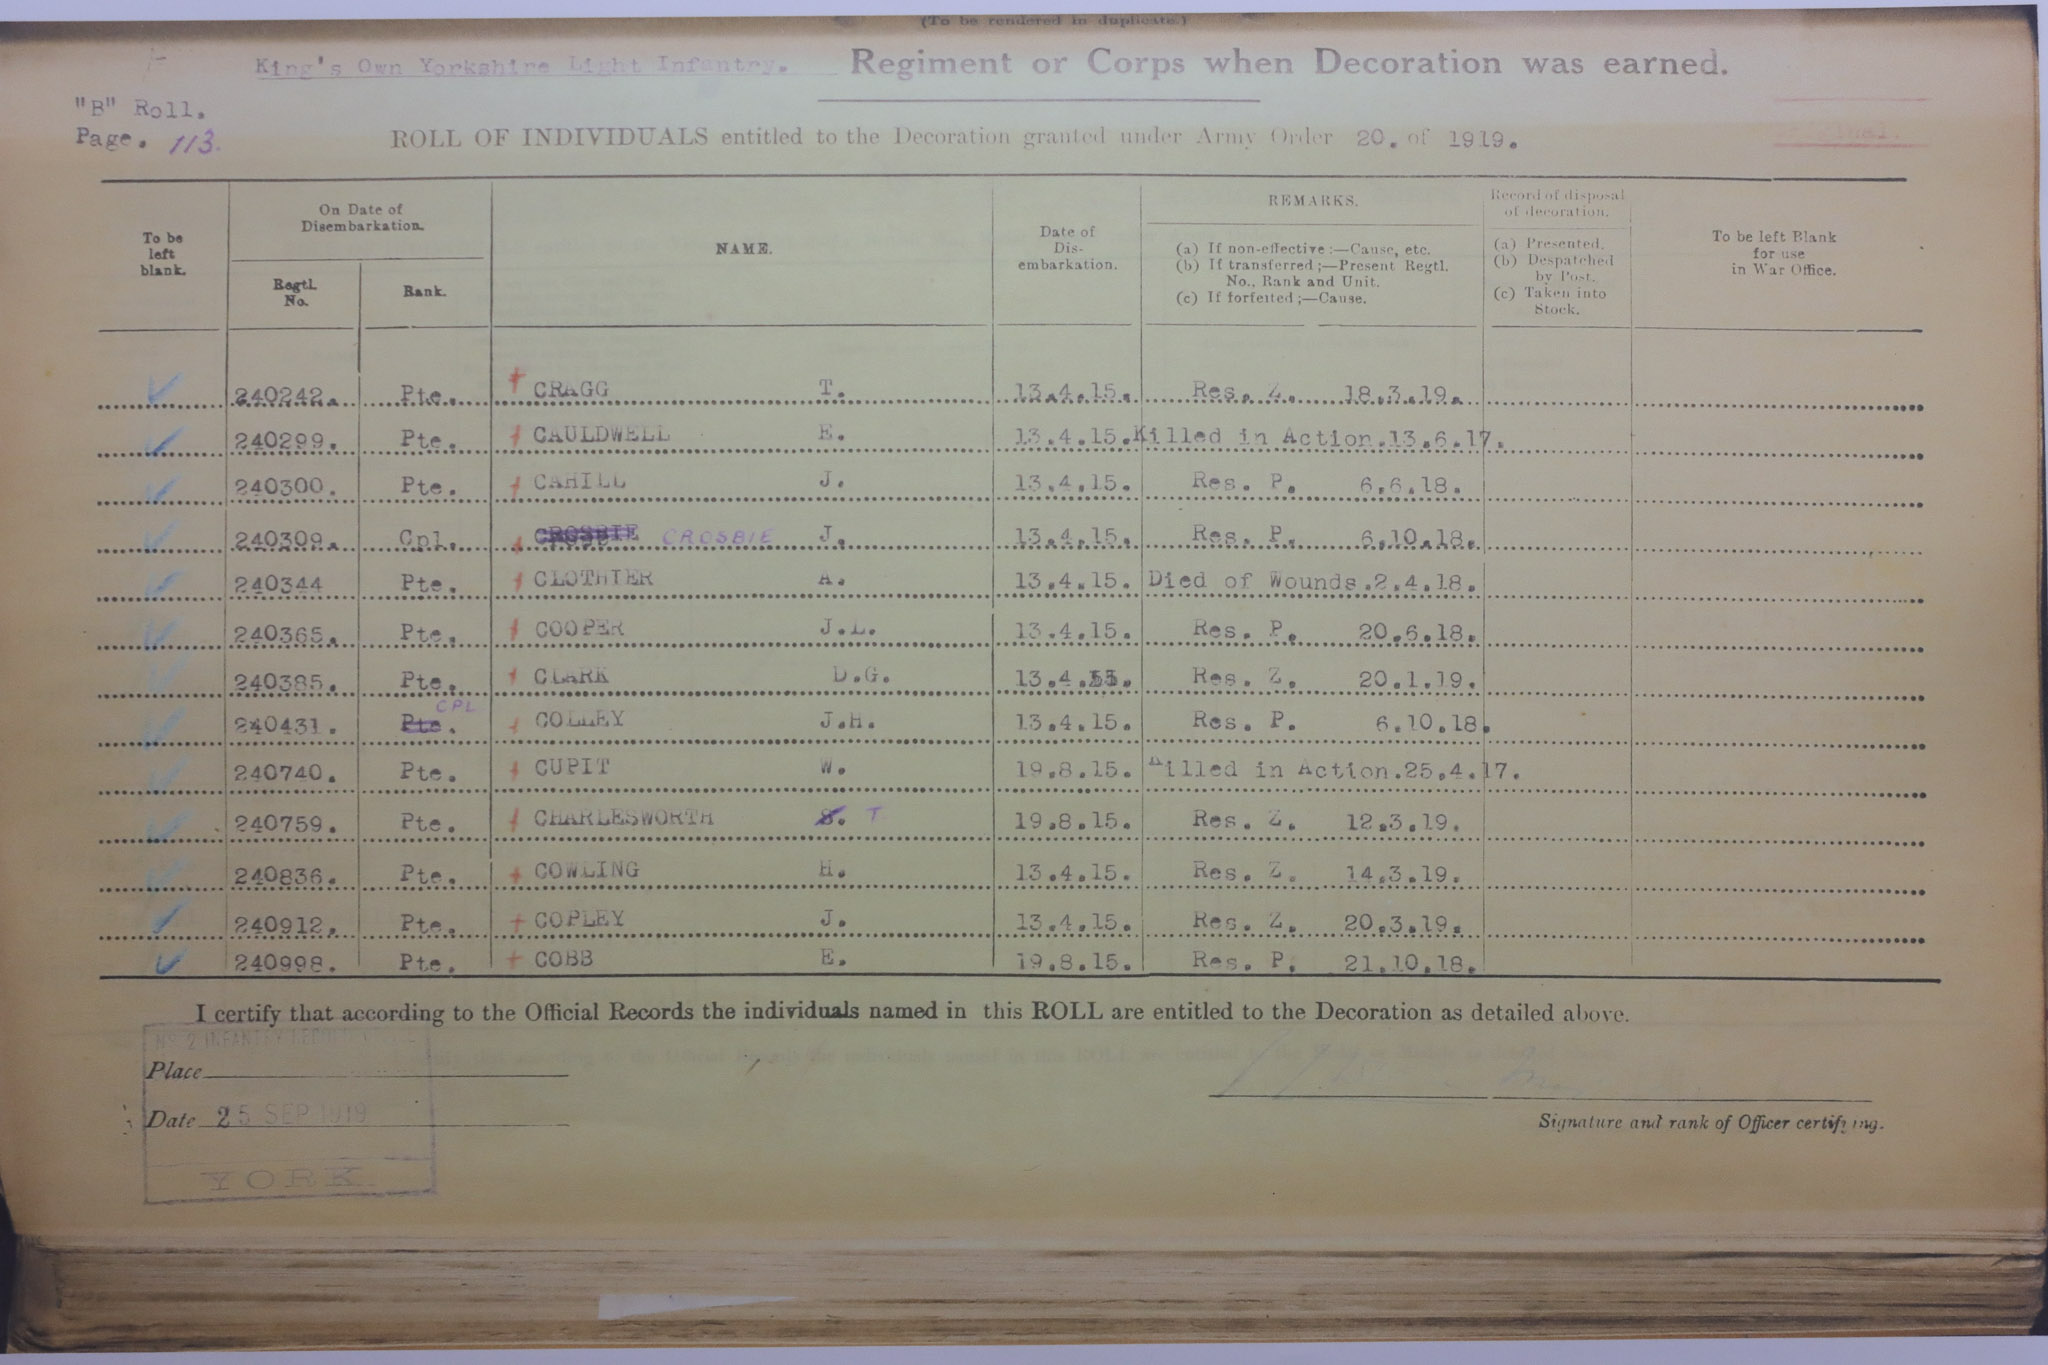 (To be rendered in duplicate.)
King's Own Yorkshire Light Infantry. Regiment or Corps when Decoration was earned.
"B" Roll.
Page. 113.
ROLL OF INDIVIDUALS entitled to the Decoration granted under Army Order 20. of 1919.
To be left blank.
On Date of Disembarkation.
Regtl. No.
Rank.
NAME.
Date of Dis-embarkation.
REMARKS.
(a) If non-effective:—Cause, etc.
(b) If transferred;—Present Regtl. No., Rank and Unit.
(c) If forfeited;—Cause.
Record of disposal of decoration.
(a) Presented.
(b) Despatched by Post.
(c) Taken into Stock.
To be left Blank for use in War Office.
240242. Pte. CRAGG T. 13.4.15. Res. Z. 18.3.19.
240299. Pte. CAULDWELL E. 13.4.15. Killed in Action.13.6.17.
240300. Pte. CAHILL J. 13.4.15. Res. P. 6.6.18.
240309. Cpl. CROSBIE J. 13.4.15. Res. P. 6.10.18.
240344 Pte. CLOTHIER A. 13.4.15. Died of Wounds.2.4.18.
240365. Pte. COOPER J.L. 13.4.15. Res. P. 20.6.18.
240385. Pte. CLARK D.G. 13.4.15. Res. Z. 20.1.19.
240431. Pte. CPL COLLEY J.H. 13.4.15. Res. P. 6.10.18.
240740. Pte. CUPIT W. 19.8.15. Killed in Action.25.4.17.
240759. Pte. CHARLESWORTH S. T 19.8.15. Res. Z. 12.3.19.
240836. Pte. COWLING H. 13.4.15. Res. Z. 14.3.19.
240912. Pte. COPLEY J. 13.4.15. Res. Z. 20.3.19.
240998. Pte. COBB E. 19.8.15. Res. P. 21.10.18.
I certify that according to the Official Records the individuals named in this ROLL are entitled to the Decoration as detailed above.
No 2 INFANTRY RECORD
Place
Date 25 SEP 1919
YORK.
Signature and rank of Officer certifying.